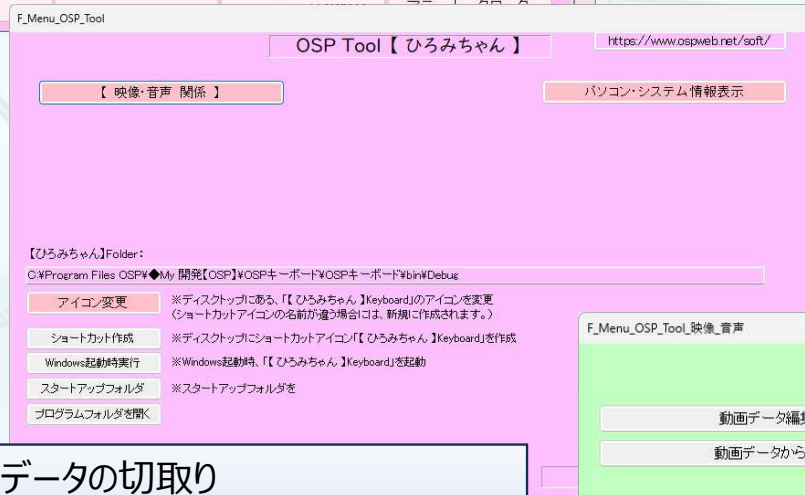 F_Menu_OSP_Tool
OSP Tool【 ひろみちゃん 】
https://www.ospweb.net/soft/
【 映像・音声 関係 】
パソコン・システム情報表示
【ひろみちゃん】Folder：
C:¥Program Files OSP¥◆My 開発【OSP】¥OSPキーボード¥OSPキーボード¥bin¥Debug
アイコン変更
※ディスクトップにある、「【 ひろみちゃん 】Keyboard」のアイコンを変更
（ショートカットアイコンの名前が違う場合には、新規に作成されます。）
ショートカット作成
※ディスクトップにショートカットアイコン「【 ひろみちゃん 】Keyboard」を作成
Windows起動時実行
※Windows起動時、「【 ひろみちゃん 】Keyboard」を起動
スタートアップフォルダ
※スタートアップフォルダを
プログラムフォルダを開く
F_Menu_OSP_Tool_映像_音声
動画データ編集
動画データから
データの切取り